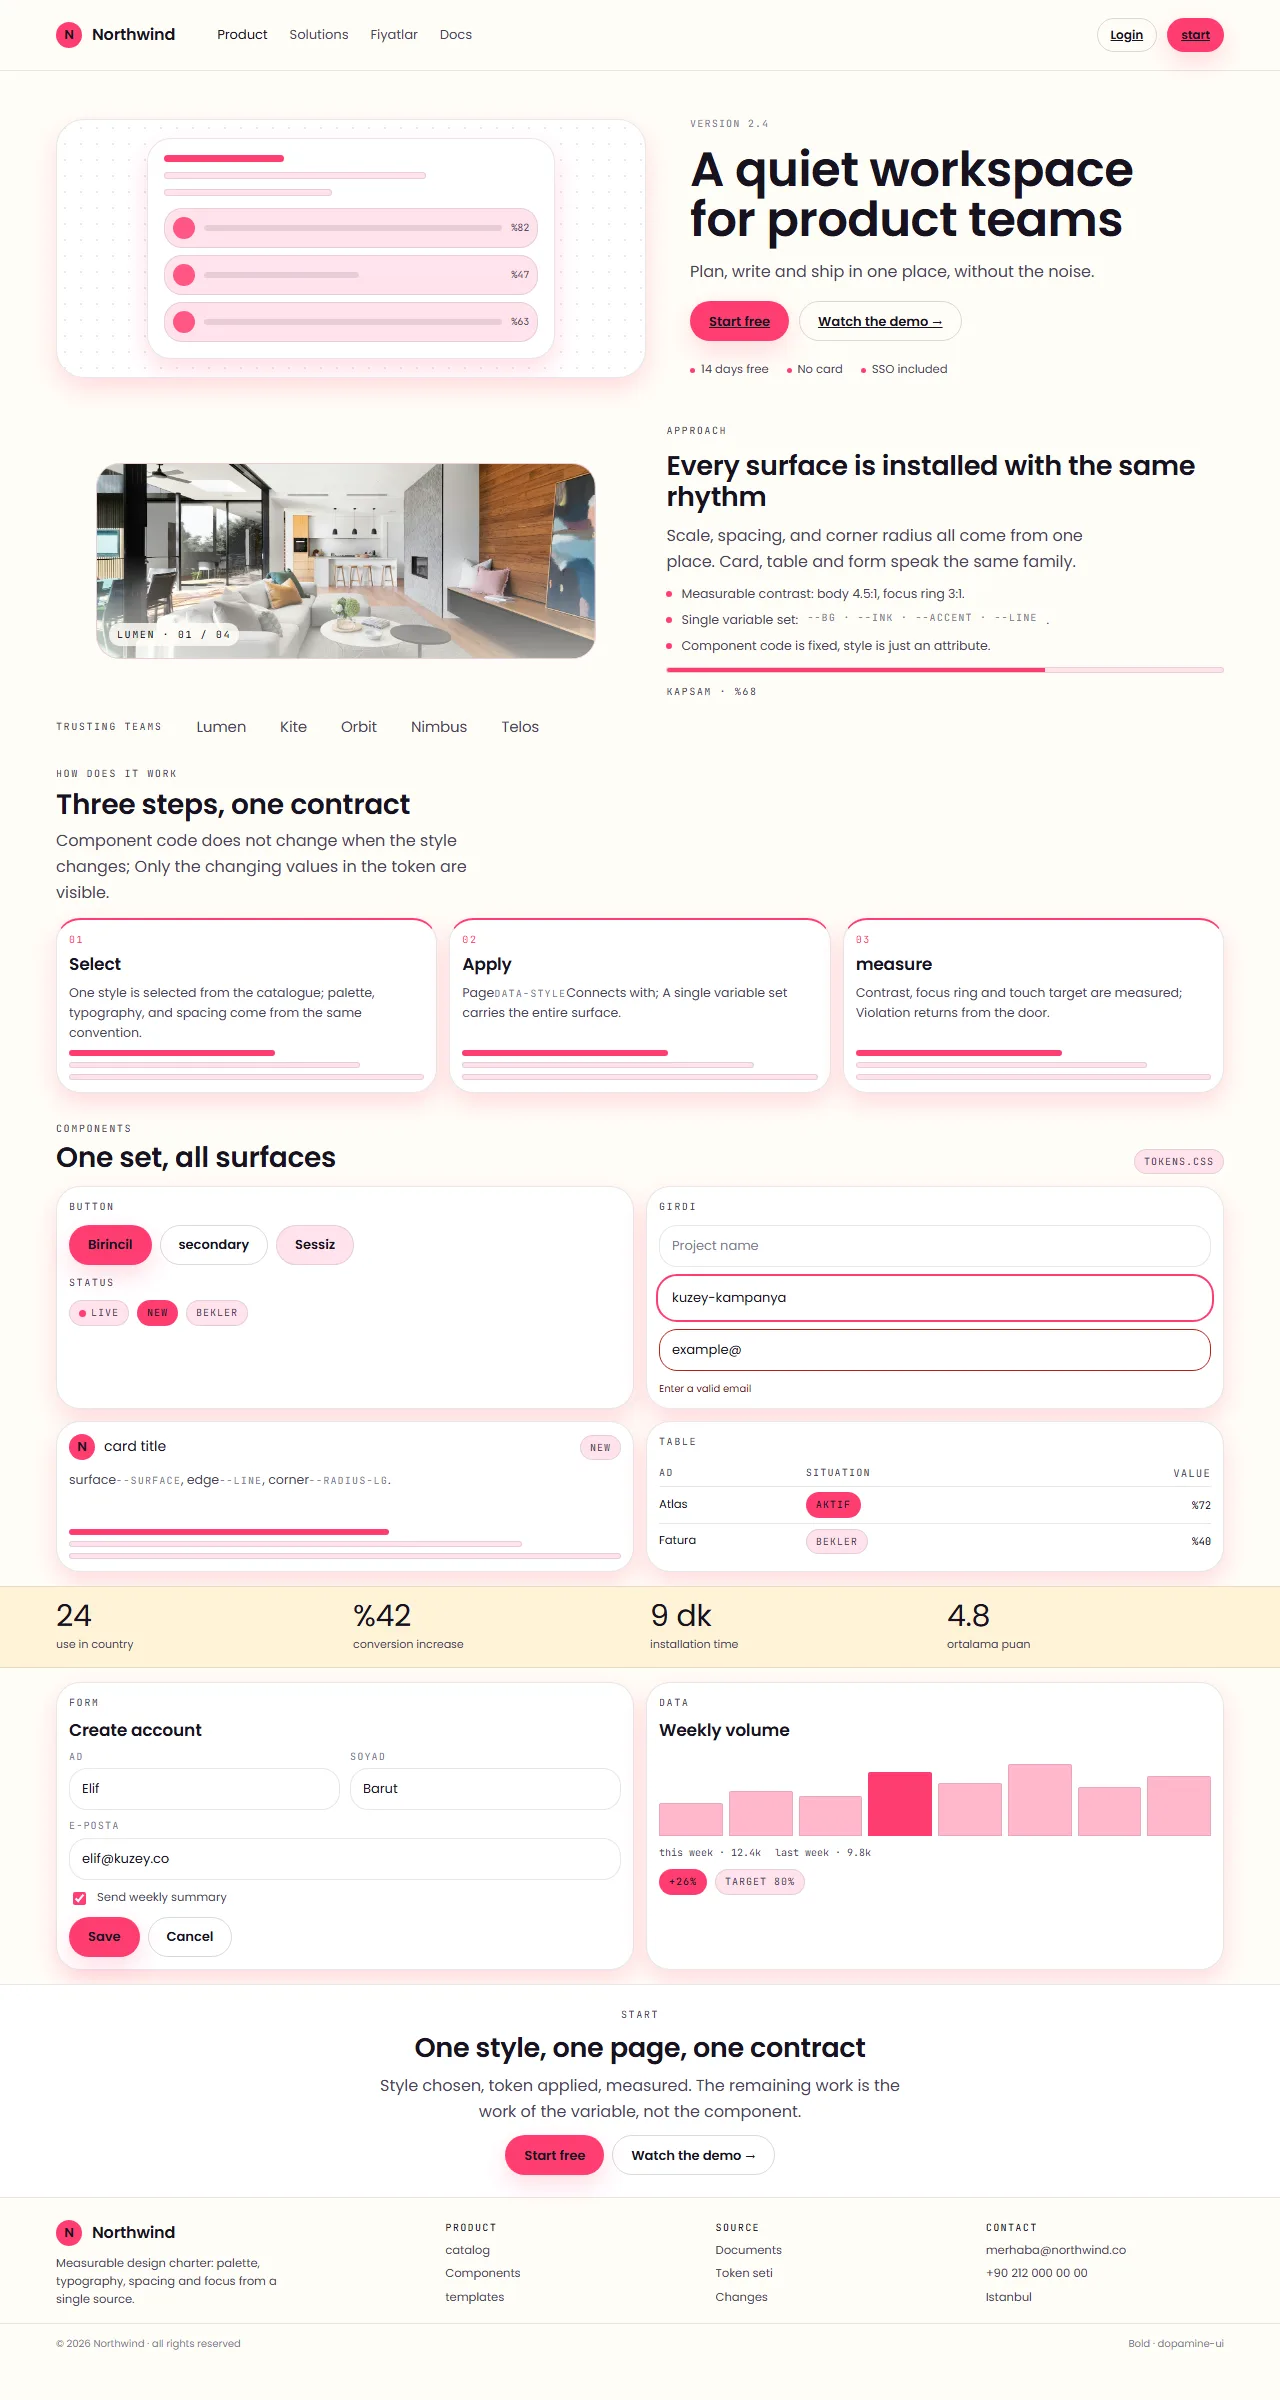 N Northwind Product Solutions Fiyatlar Docs Login start
VERSION 2.4
A quiet workspace
for product teams
Plan, write and ship in one place, without the noise.
Start free Watch the demo →
14 days free No card SSO included
%82
%47
%63
APPROACH
Every surface is installed with the same
rhythm
Scale, spacing, and corner radius all come from one
place. Card, table and form speak the same family.
Measurable contrast: body 4.5:1, focus ring 3:1.
Single variable set: --BG · --INK · --ACCENT · --LINE .
Component code is fixed, style is just an attribute.
KAPSAM · %68
LUMEN · 01 / 04
TRUSTING TEAMS Lumen Kite Orbit Nimbus Telos
HOW DOES IT WORK
Three steps, one contract
Component code does not change when the style
changes; Only the changing values in the token are
visible.
01
Select
One style is selected from the catalogue; palette,
typography, and spacing come from the same
convention.
02
Apply
PageDATA-STYLEConnects with; A single variable set
carries the entire surface.
03
measure
Contrast, focus ring and touch target are measured;
Violation returns from the door.
COMPONENTS
One set, all surfaces
TOKENS.CSS
BUTTON
Birincil secondary Sessiz
STATUS
LIVE NEW BEKLER
GIRDI
Project name
kuzey-kampanya
example@
Enter a valid email
N card title NEW
surface--SURFACE, edge--LINE, corner--RADIUS-LG.
TABLE
AD SITUATION VALUE
Atlas AKTIF %72
Fatura BEKLER %40
24 %42 9 dk 4.8
use in country conversion increase installation time ortalama puan
FORM
Create account
AD SOYAD
Elif Barut
E-POSTA
elif@kuzey.co
Send weekly summary
Save Cancel
DATA
Weekly volume
this week · 12.4k last week · 9.8k
+26% TARGET 80%
START
One style, one page, one contract
Style chosen, token applied, measured. The remaining work is the
work of the variable, not the component.
Start free Watch the demo →
N Northwind
Measurable design charter: palette,
typography, spacing and focus from a
single source.
PRODUCT
catalog
Components
templates
SOURCE
Documents
Token seti
Changes
CONTACT
merhaba@northwind.co
+90 212 000 00 00
Istanbul
© 2026 Northwind · all rights reserved Bold · dopamine-ui